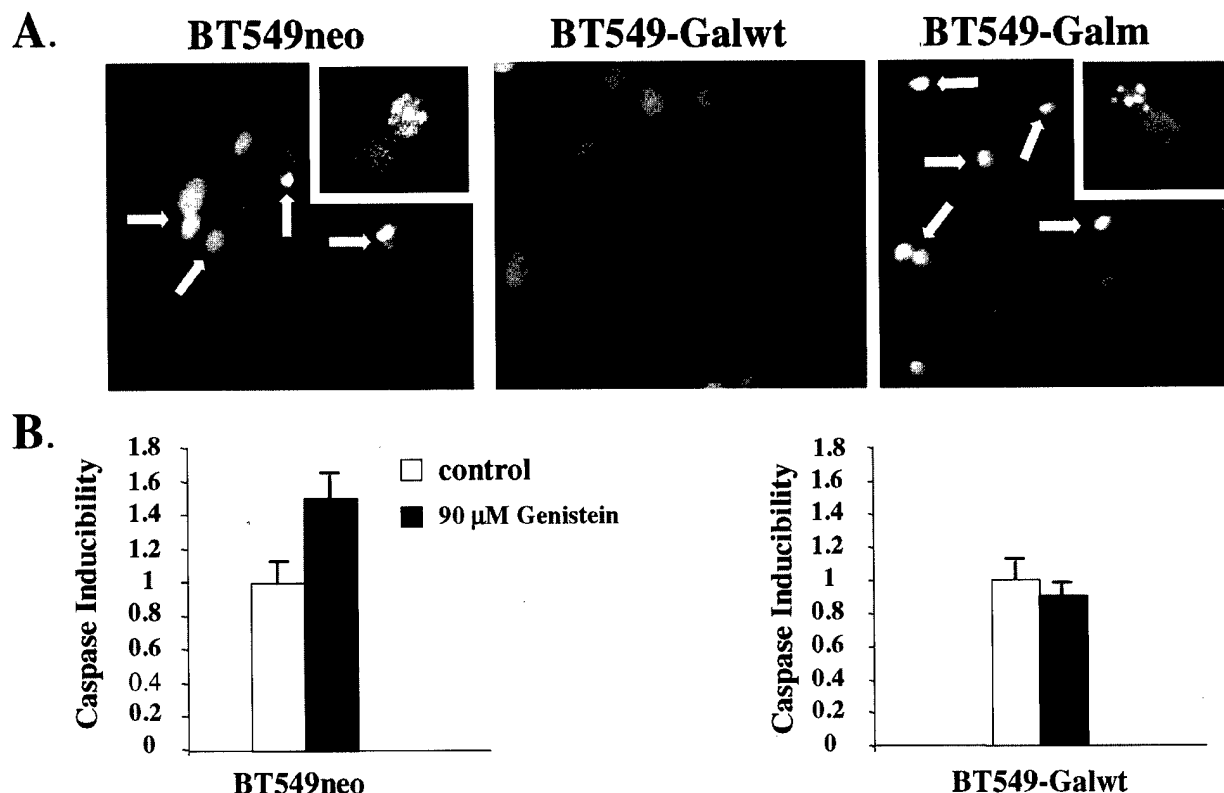 A.
BT549neo
BT549-Galwt
BT549-Galm
B.
Caspase Inducibility
1.8
1.6
1.4
1.2
1
0.8
0.6
0.4
0.2
0
control
90 µM Genistein
BT549neo
Caspase Inducibility
1.8
1.6
1.4
1.2
1
0.8
0.6
0.4
0.2
0
BT549-Galwt